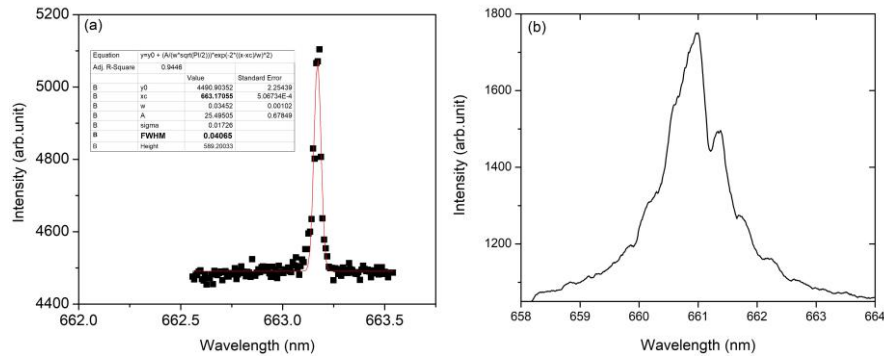 (a)
Equation y=y0 + (A/(w*sqrt(PI/2)))*exp(-2*((x-xc)/w)^2)
Adj. R-Square 0.9446
Value Standard Error
B y0 4490.90352 2.25439
B xc 663.17055 5.06734E-4
B w 0.03452 0.00102
B A 25.49505 0.67849
B sigma 0.01726
B FWHM 0.04065
B Height 589.20033
5200
5000
4800
4600
4400
Intensity (arb.unit)
662.0 662.5 663.0 663.5
Wavelength (nm)
(b)
1800
1600
1400
1200
Intensity (arb.unit)
658 659 660 661 662 663 664
Wavelength (nm)